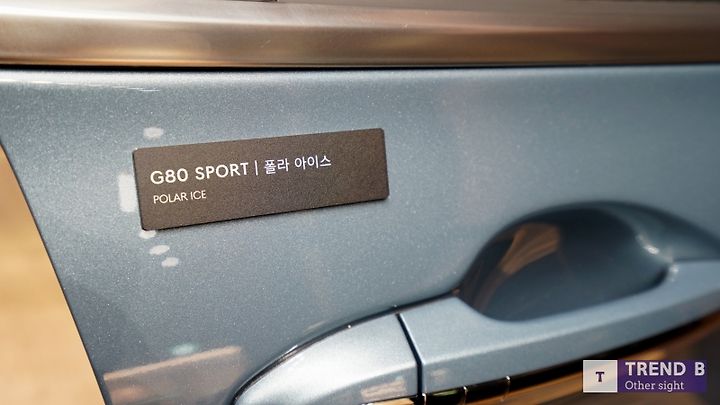 G80 SPORT | 폴라 아이스
POLAR ICE
T TREND B
Other sight